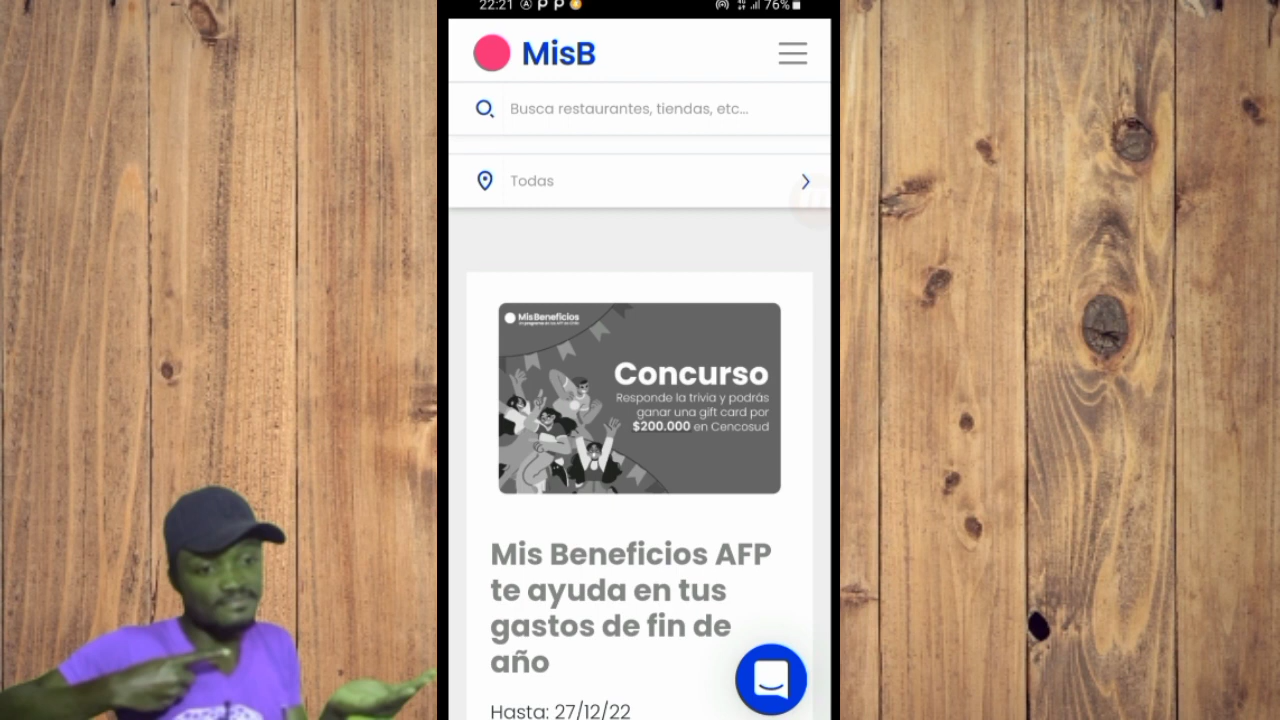 22:21
76%
MisB
Busca restaurantes, tiendas, etc...
Todas
Mis Beneficios
Concurso
Responde la trivia y podrás
ganar una gift card por
$200.000 en Cencosud
Mis Beneficios AFP
te ayuda en tus
gastos de fin de
año
Hasta: 27/12/22